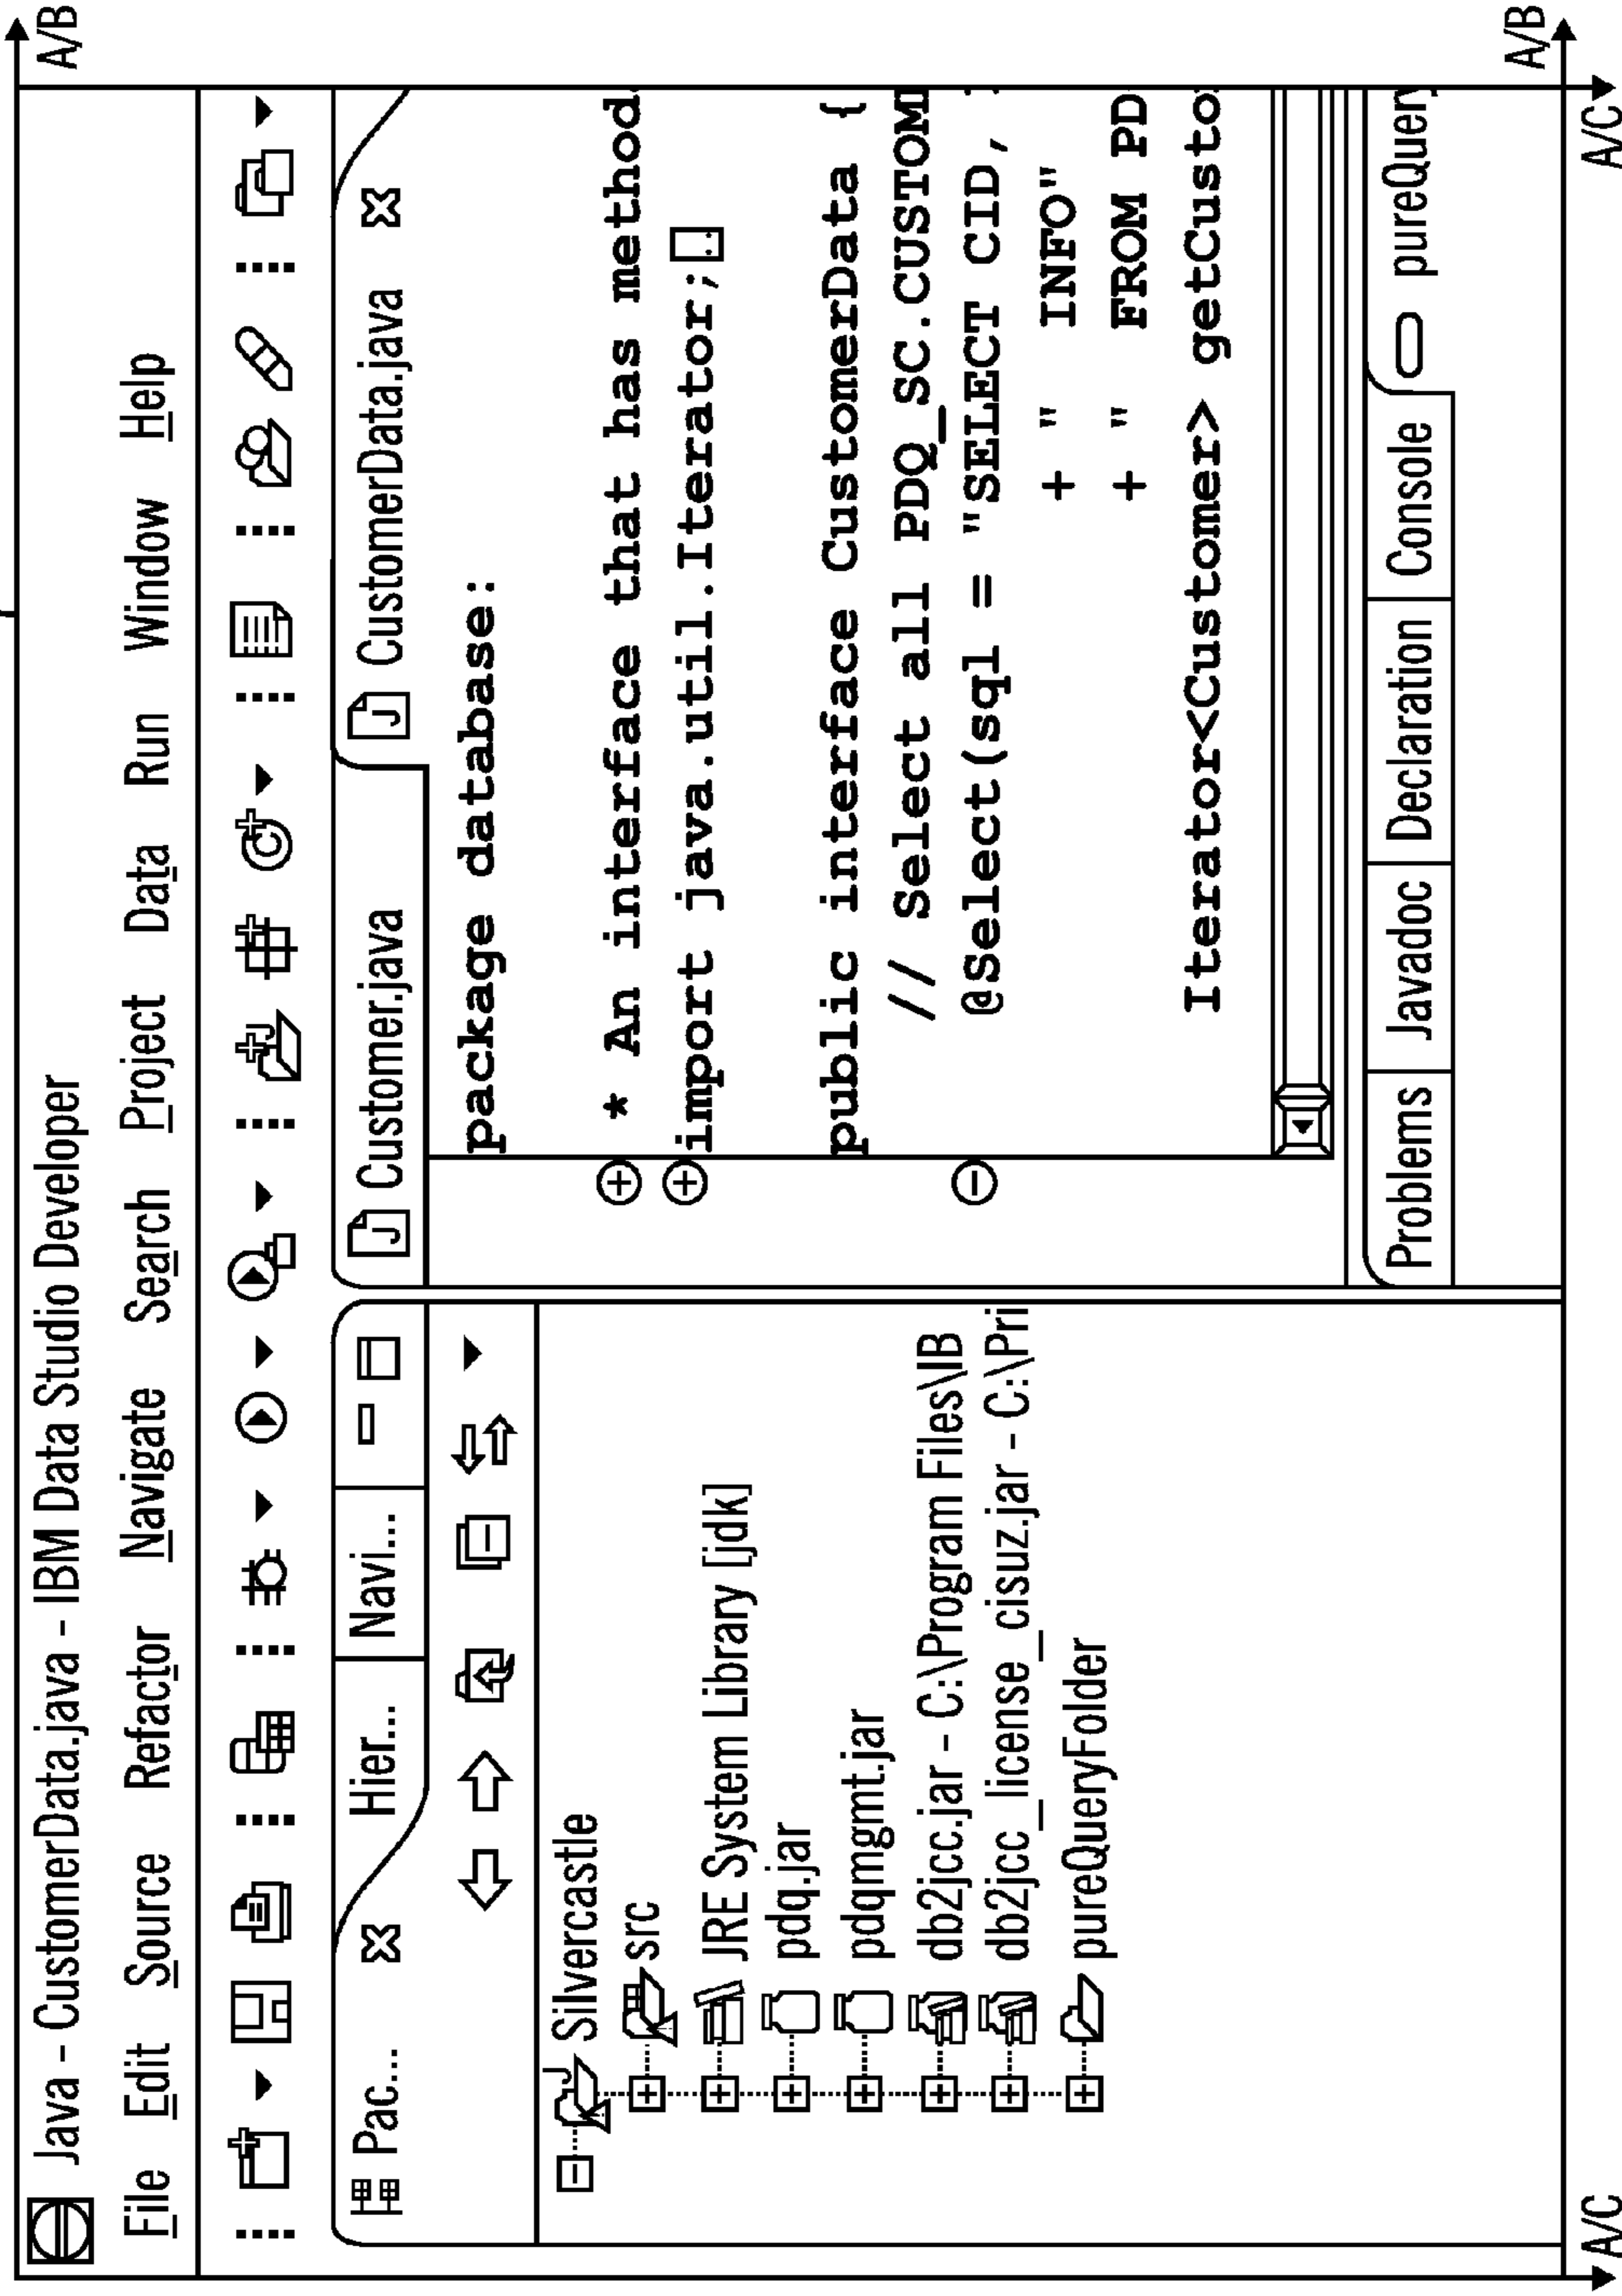 A/B
Java - CustomerData.java - IBM Data Studio Developer
File Edit Source Refactor Navigate Search Project Data Run Window Help
Pac... Hier... Navi...
J Customer.java J CustomerData.java
Silvercastle
src
JRE System Library [jdk]
pdq.jar
pdqmgmt.jar
db2jcc.jar - C:\Program Files\IB
db2jcc_license_cisuz.jar - C:\Pri
pureQueryFolder
package database:
* An interface that has method
import java.util.Iterator;
public interface CustomerData {
// Select all PDQ_SC.CUSTOM
@Select(sql = "SELECT CID,
+ " INFO"
+ " FROM PD
Iterator<Customer> getCusto
Problems Javadoc Declaration Console pureQuery
A/B
A/C
A/C